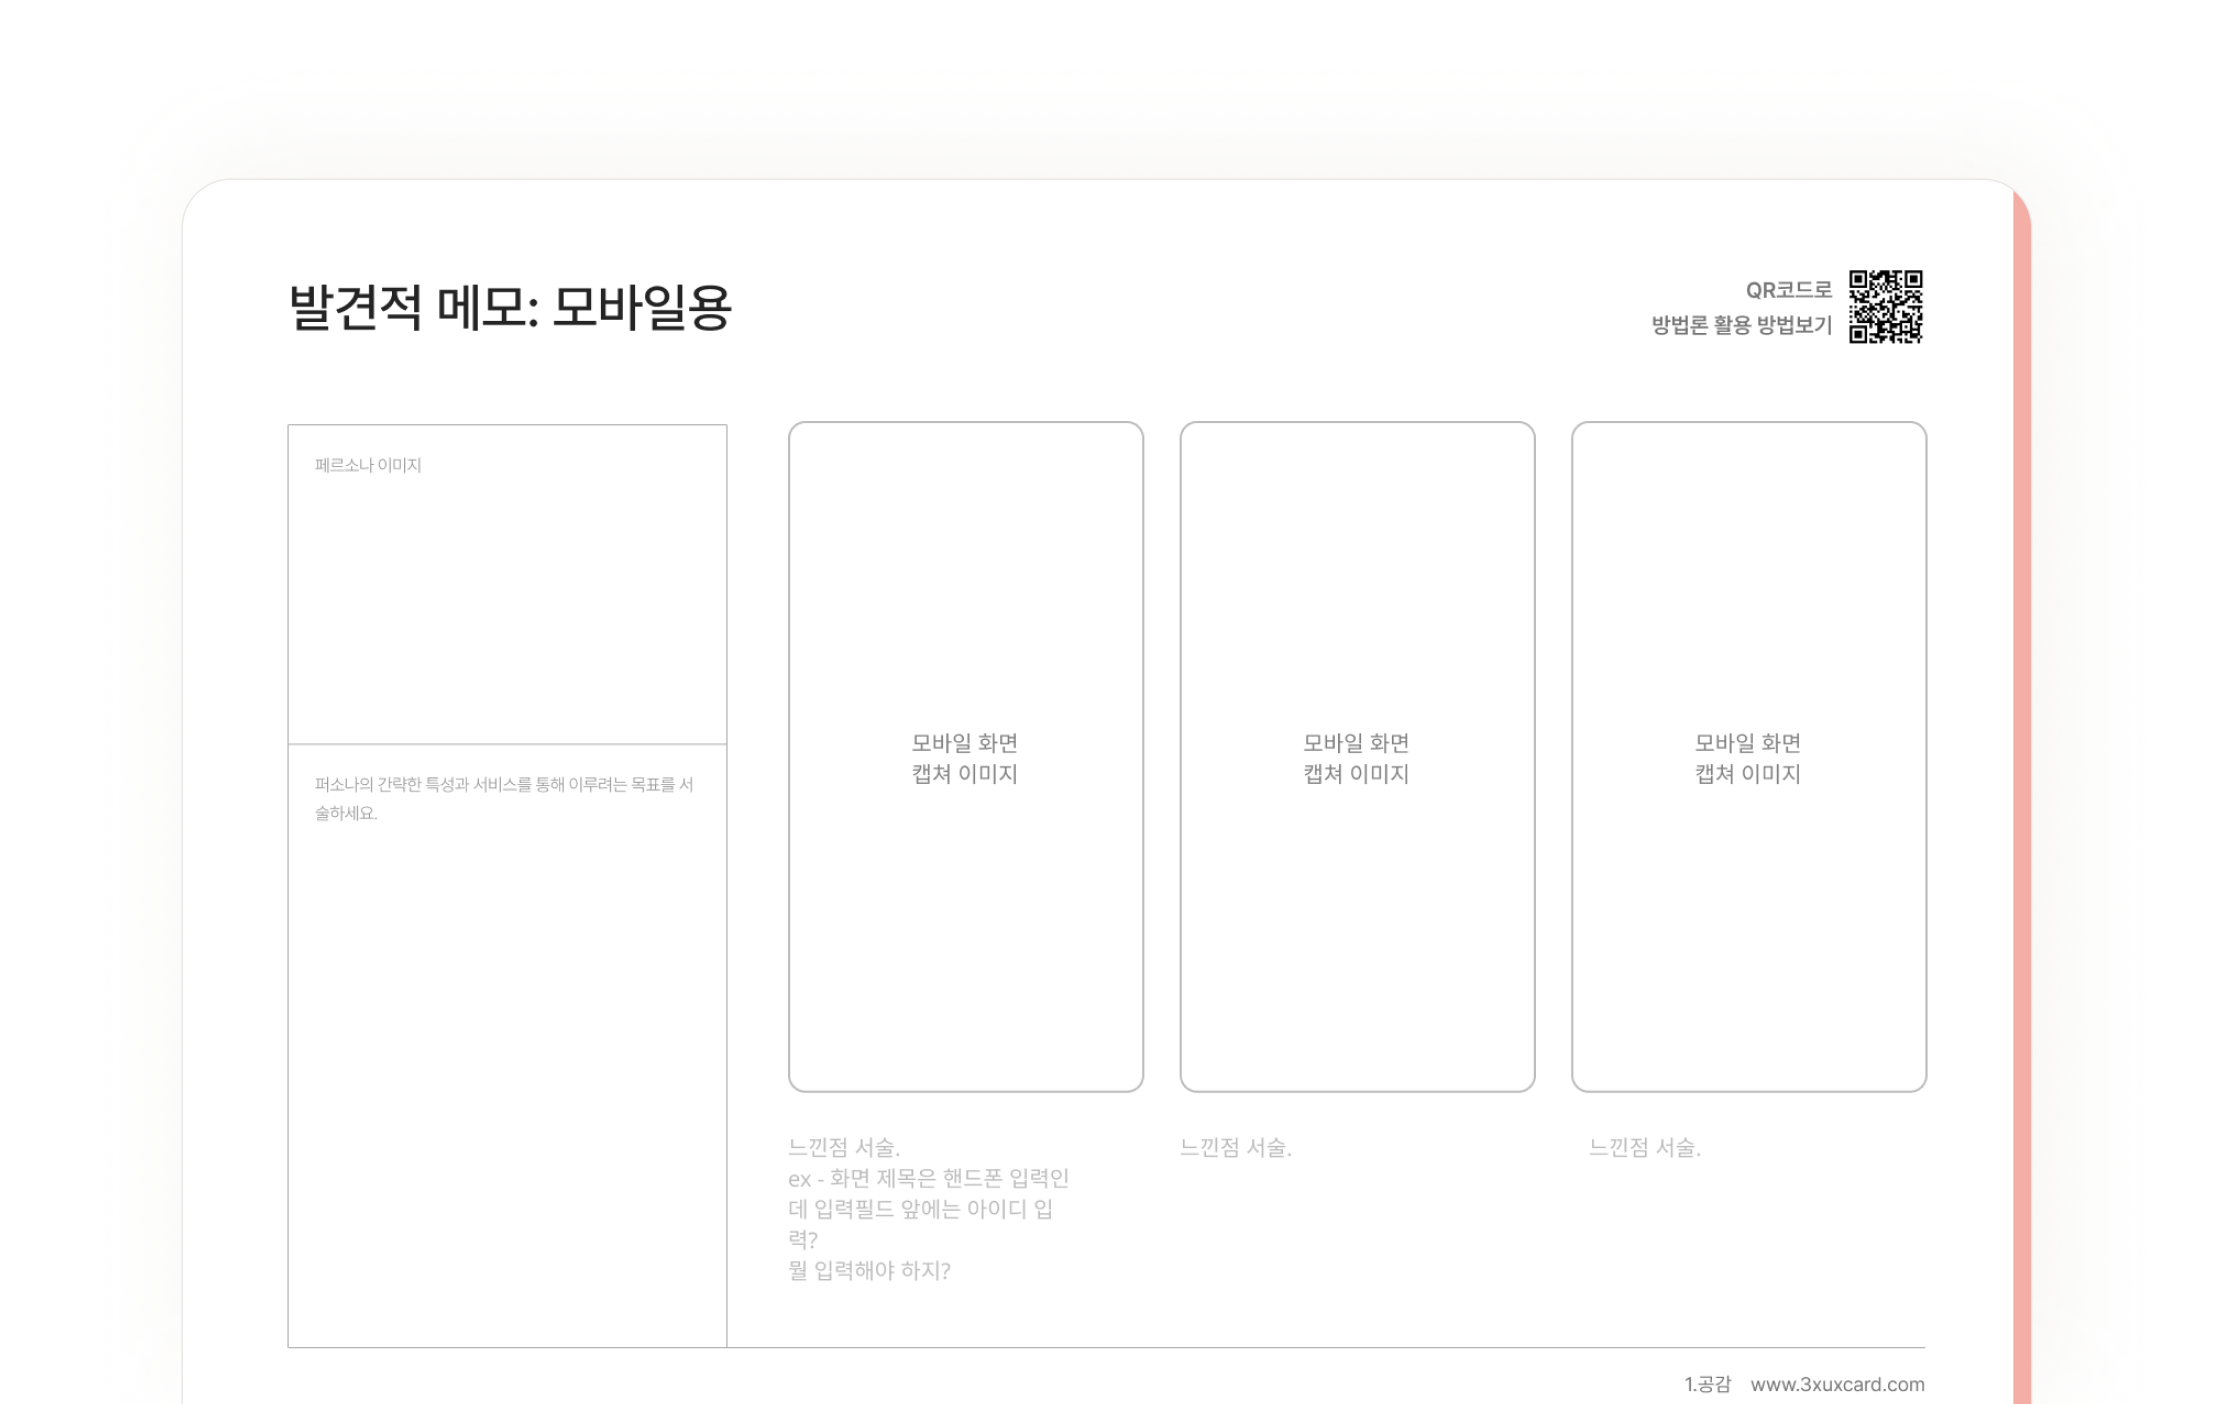 발견적 메모: 모바일용
QR코드로
방법론 활용 방법보기
페르소나 이미지
퍼소나의 간략한 특성과 서비스를 통해 이루려는 목표를 서
술하세요.
모바일 화면
캡쳐 이미지
모바일 화면
캡쳐 이미지
모바일 화면
캡쳐 이미지
느낀점 서술.
ex - 화면 제목은 핸드폰 입력인
데 입력필드 앞에는 아이디 입
력?
뭘 입력해야 하지?
느낀점 서술.
느낀점 서술.
1.공감 www.3xuxcard.com